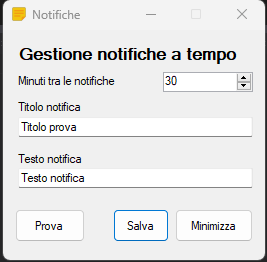 Notifiche
Gestione notifiche a tempo
Minuti tra le notifiche 30
Titolo notifica
Titolo prova
Testo notifica
Testo notifica
Prova Salva Minimizza